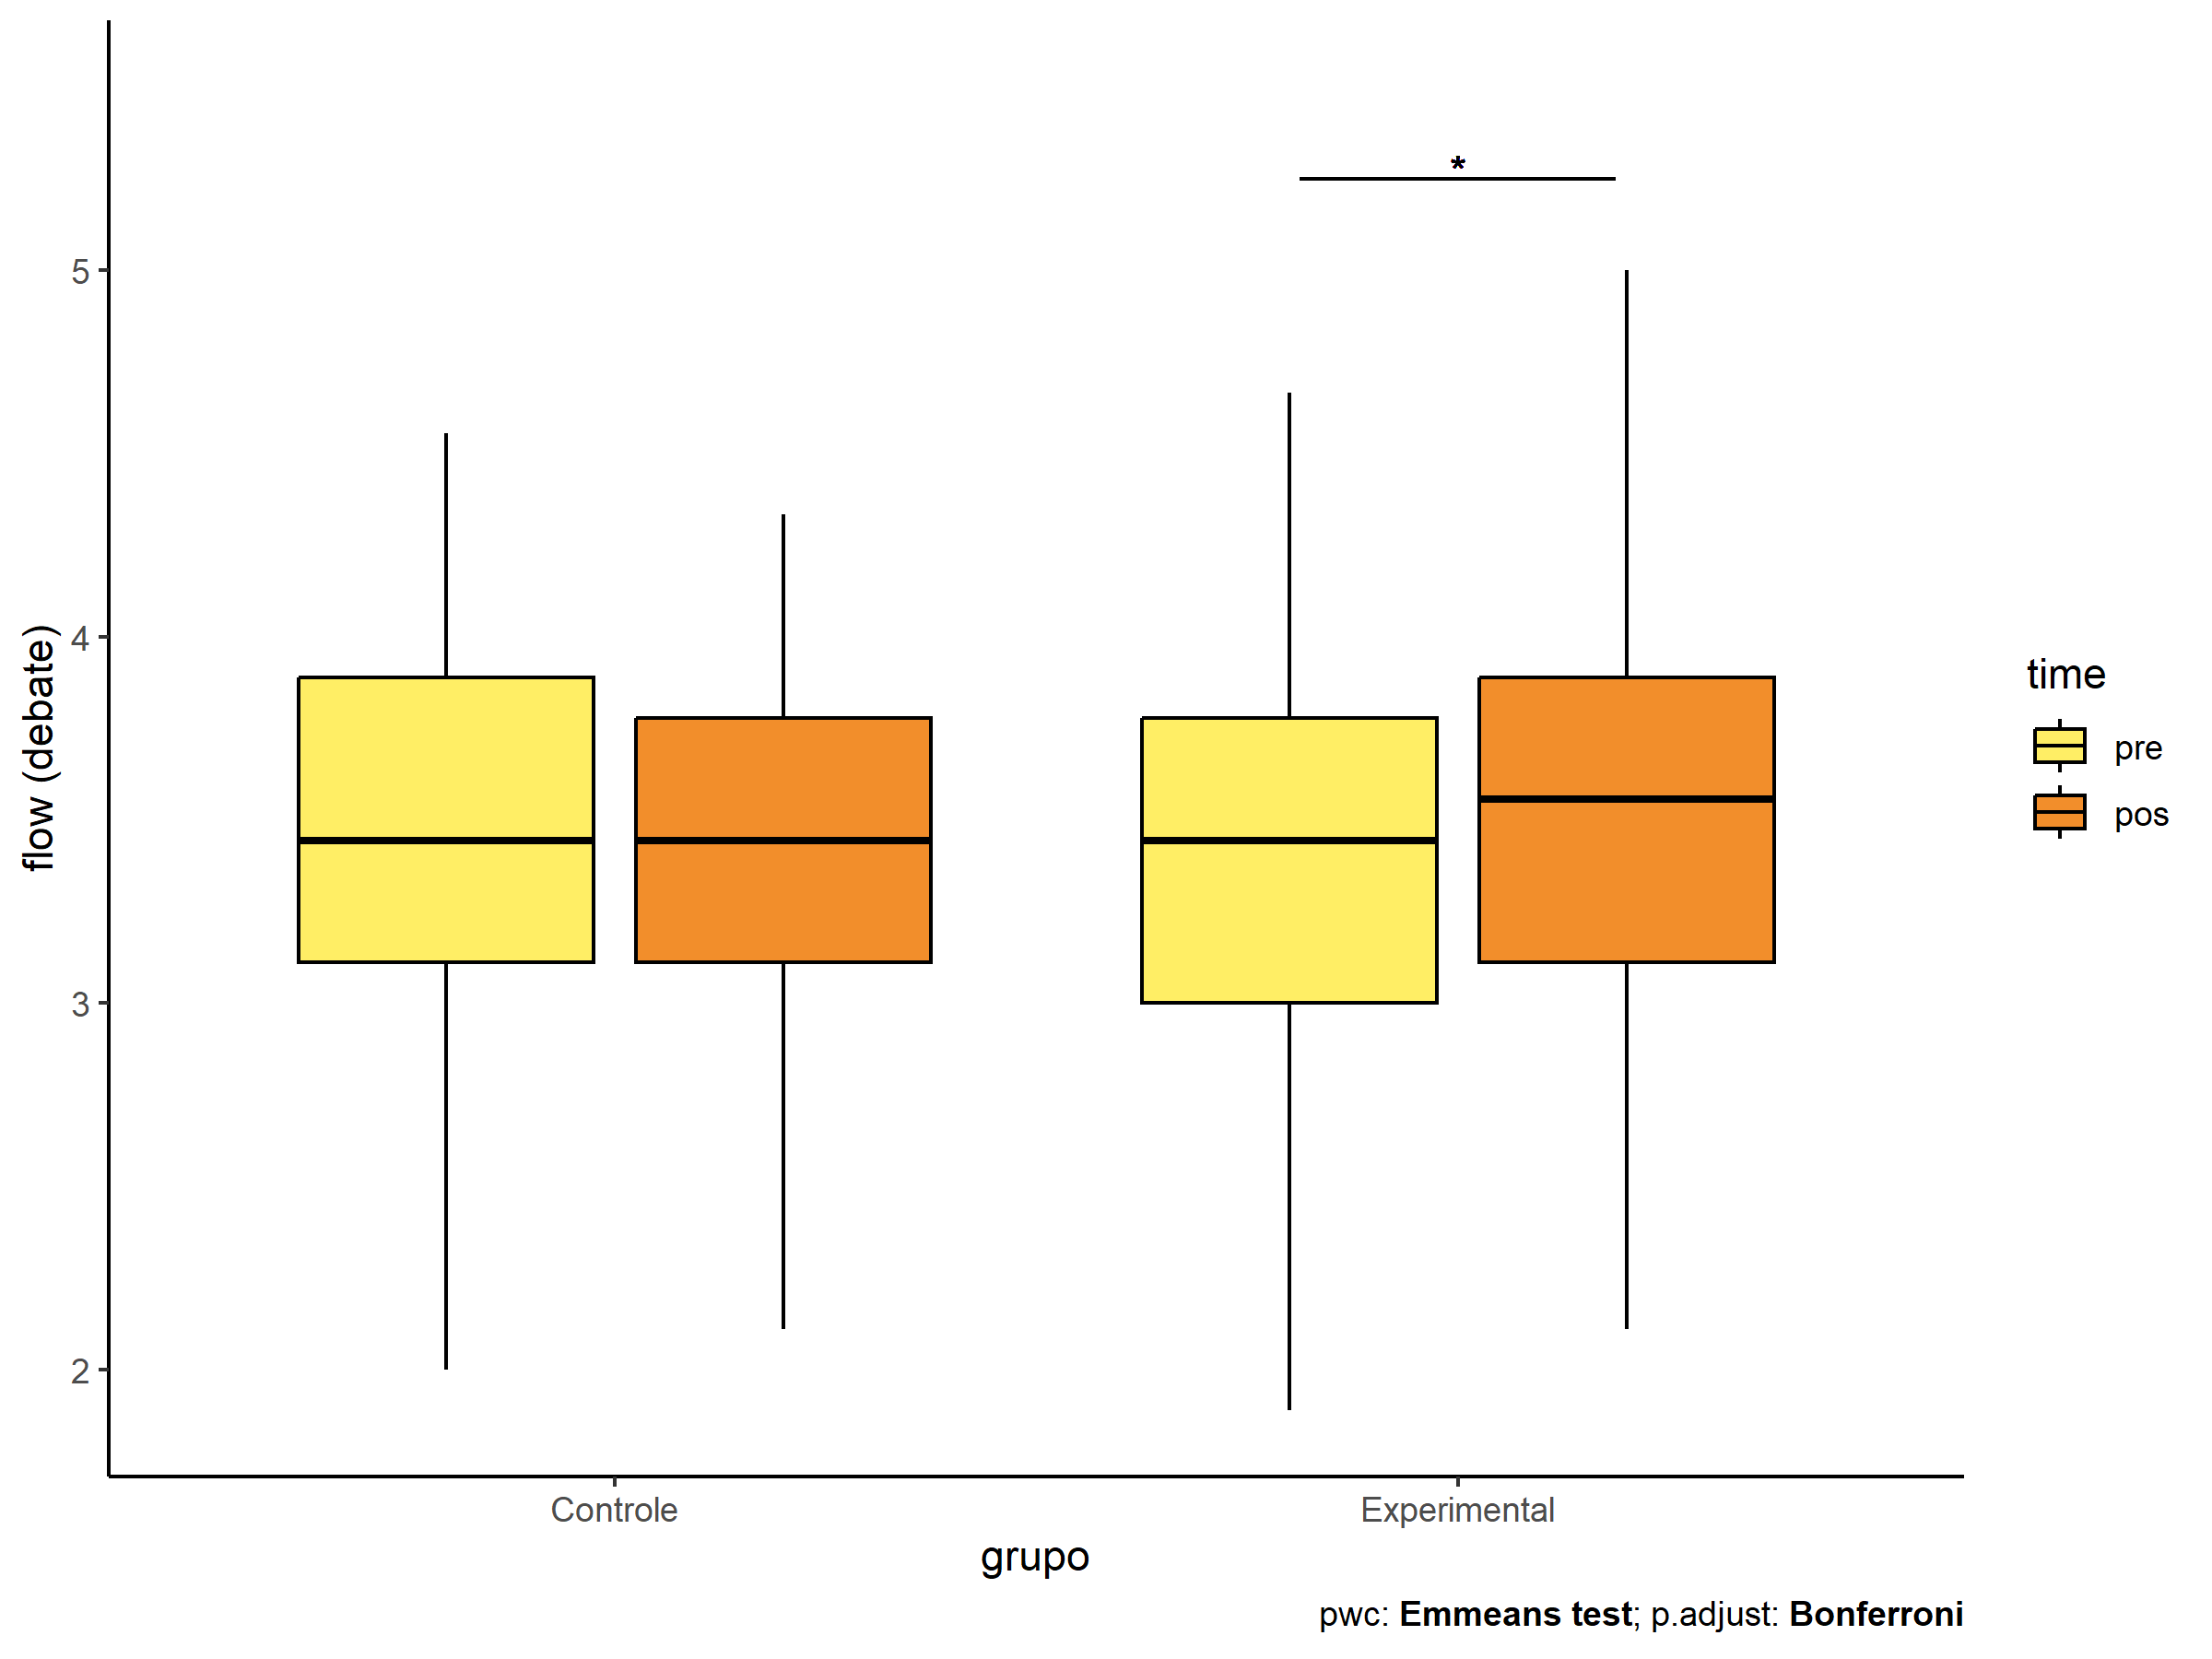 *
5
4
3
2
flow (debate)
Controle
Experimental
grupo
time
pre
pos
pwc: Emmeans test; p.adjust: Bonferroni